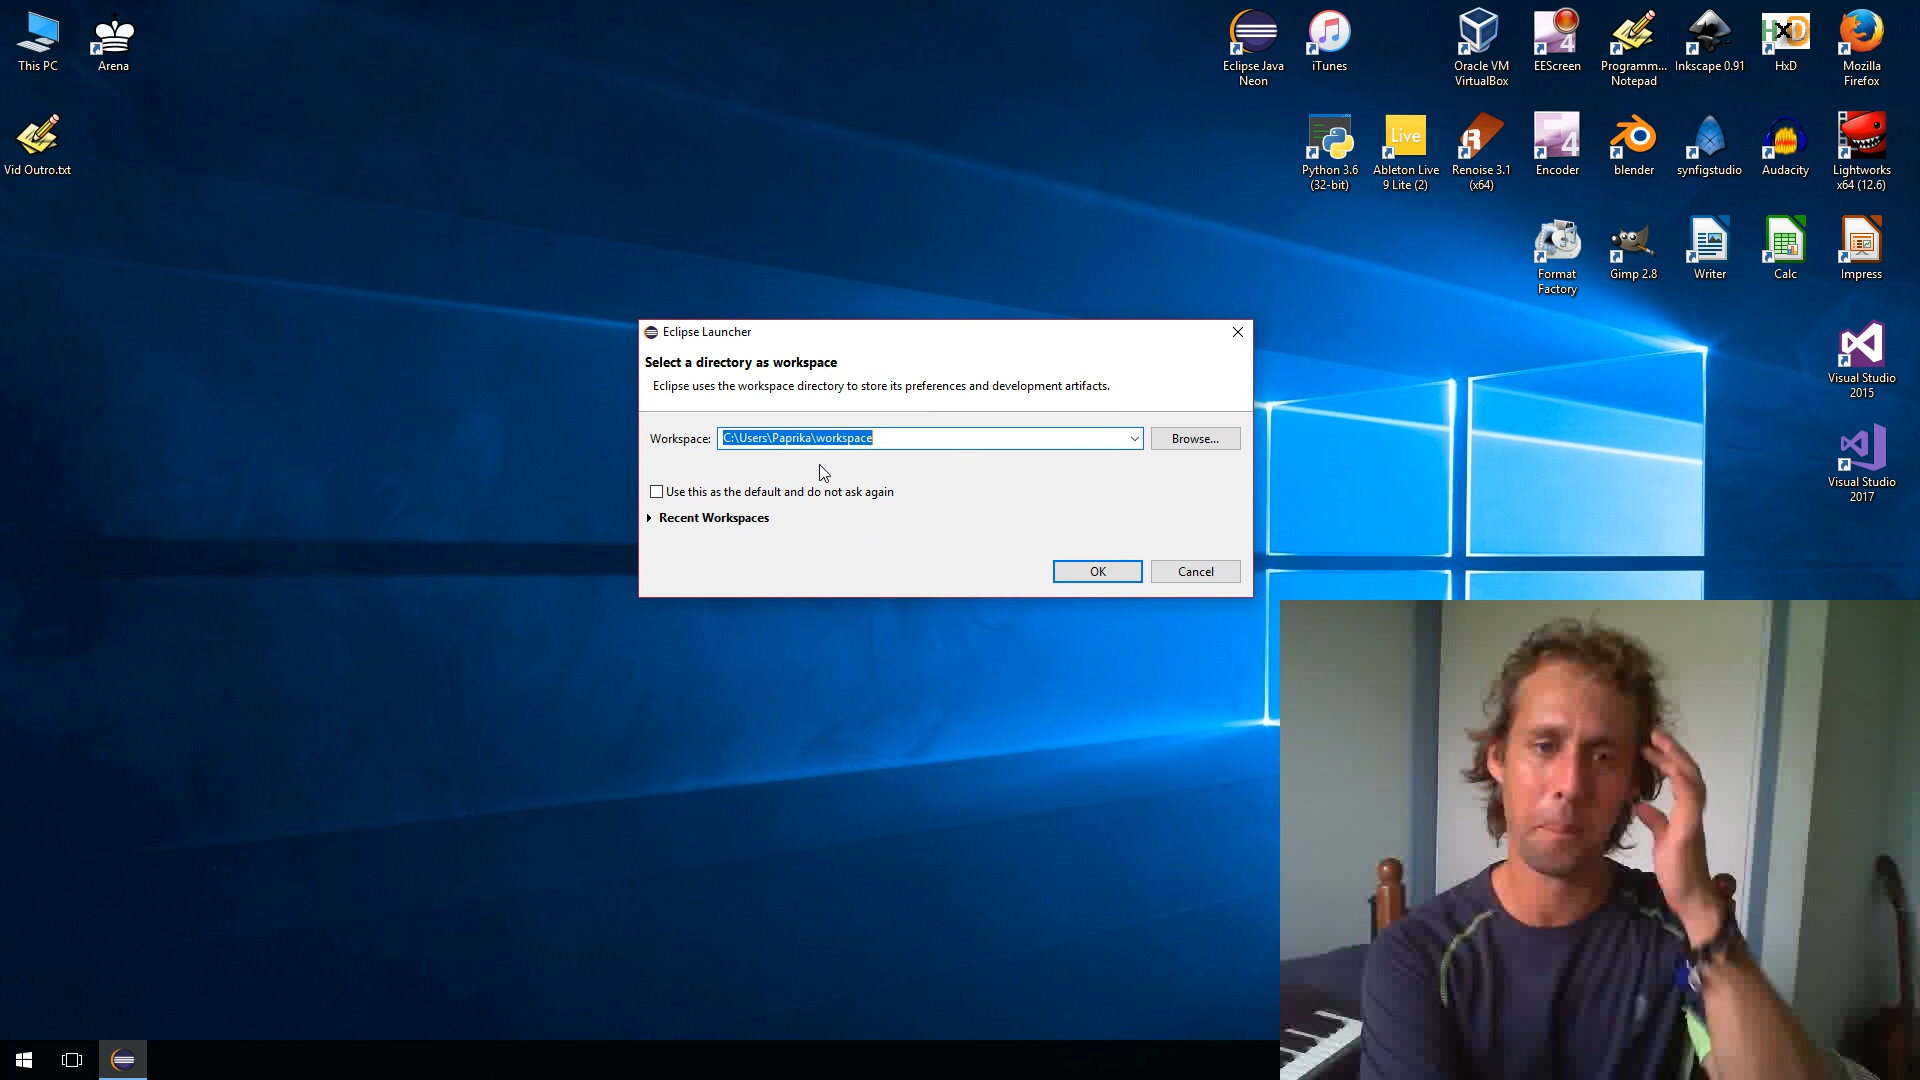 This PC
Arena
Vid Outro.txt
Eclipse Java
Neon
iTunes
Oracle VM
VirtualBox
EEScreen
Programm...
Notepad
Inkscape 0.91
HxD
HxD
Mozilla
Firefox
Python 3.6
(32-bit)
Live
Ableton Live
9 Lite (2)
Renoise 3.1
(x64)
Encoder
blender
synfigstudio
Audacity
Lightworks
x64 (12.6)
Format
Factory
Gimp 2.8
Writer
Calc
Impress
Visual Studio
2015
Visual Studio
2017
Eclipse Launcher
Select a directory as workspace
Eclipse uses the workspace directory to store its preferences and development artifacts.
Workspace: C:\Users\Paprika\workspace Browse...
Use this as the default and do not ask again
Recent Workspaces
OK Cancel